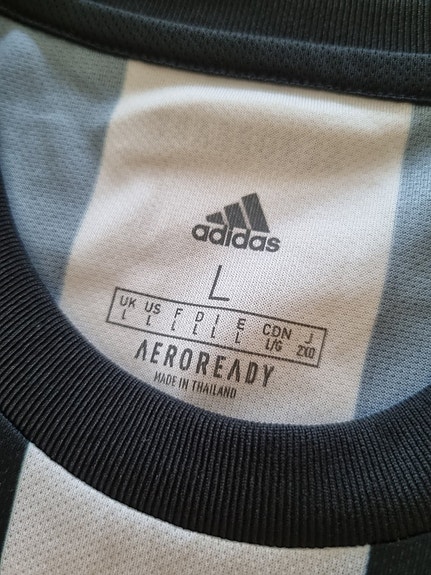 adidas
L
UK US F D I E CDN J
L L L L L L L/G 2XO
AEROREADY
MADE IN THAILAND